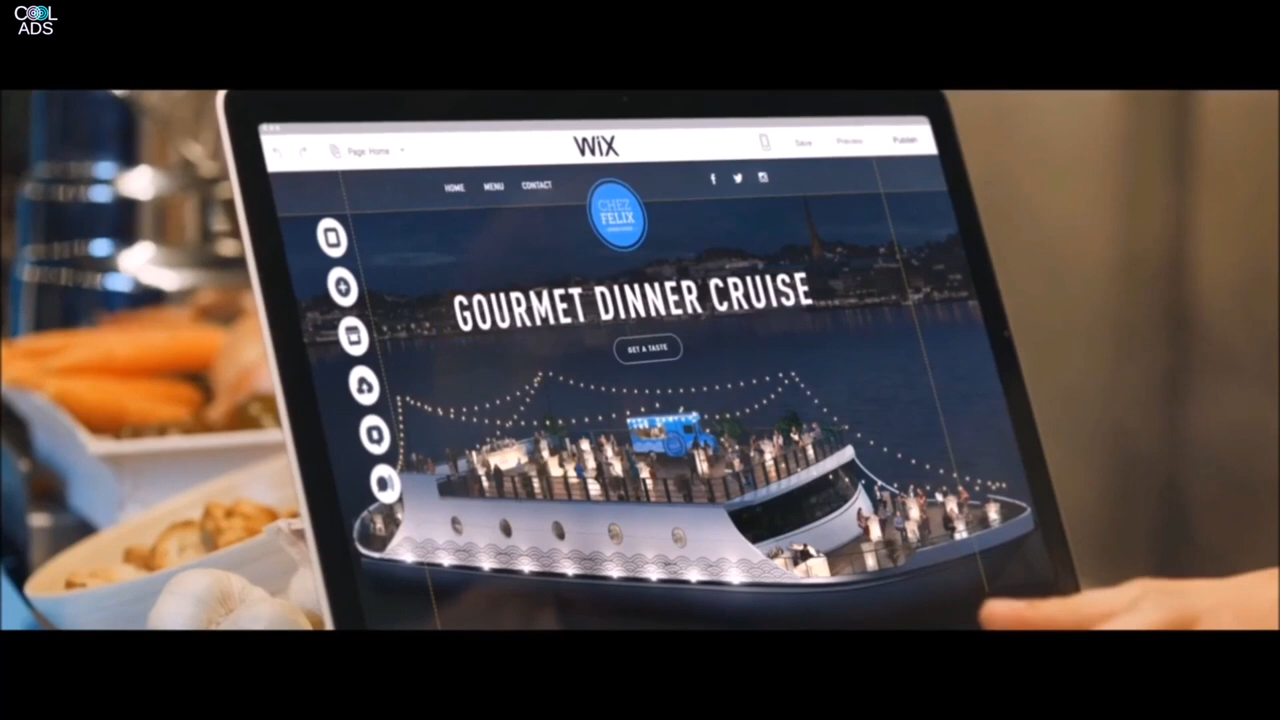 COOL
ADS
WiX
Page: Home
Save
Preview
Publish
HOME
MENU
CONTACT
CHEZ
FELIX
GOURMET DINNER CRUISE
GET A TASTE